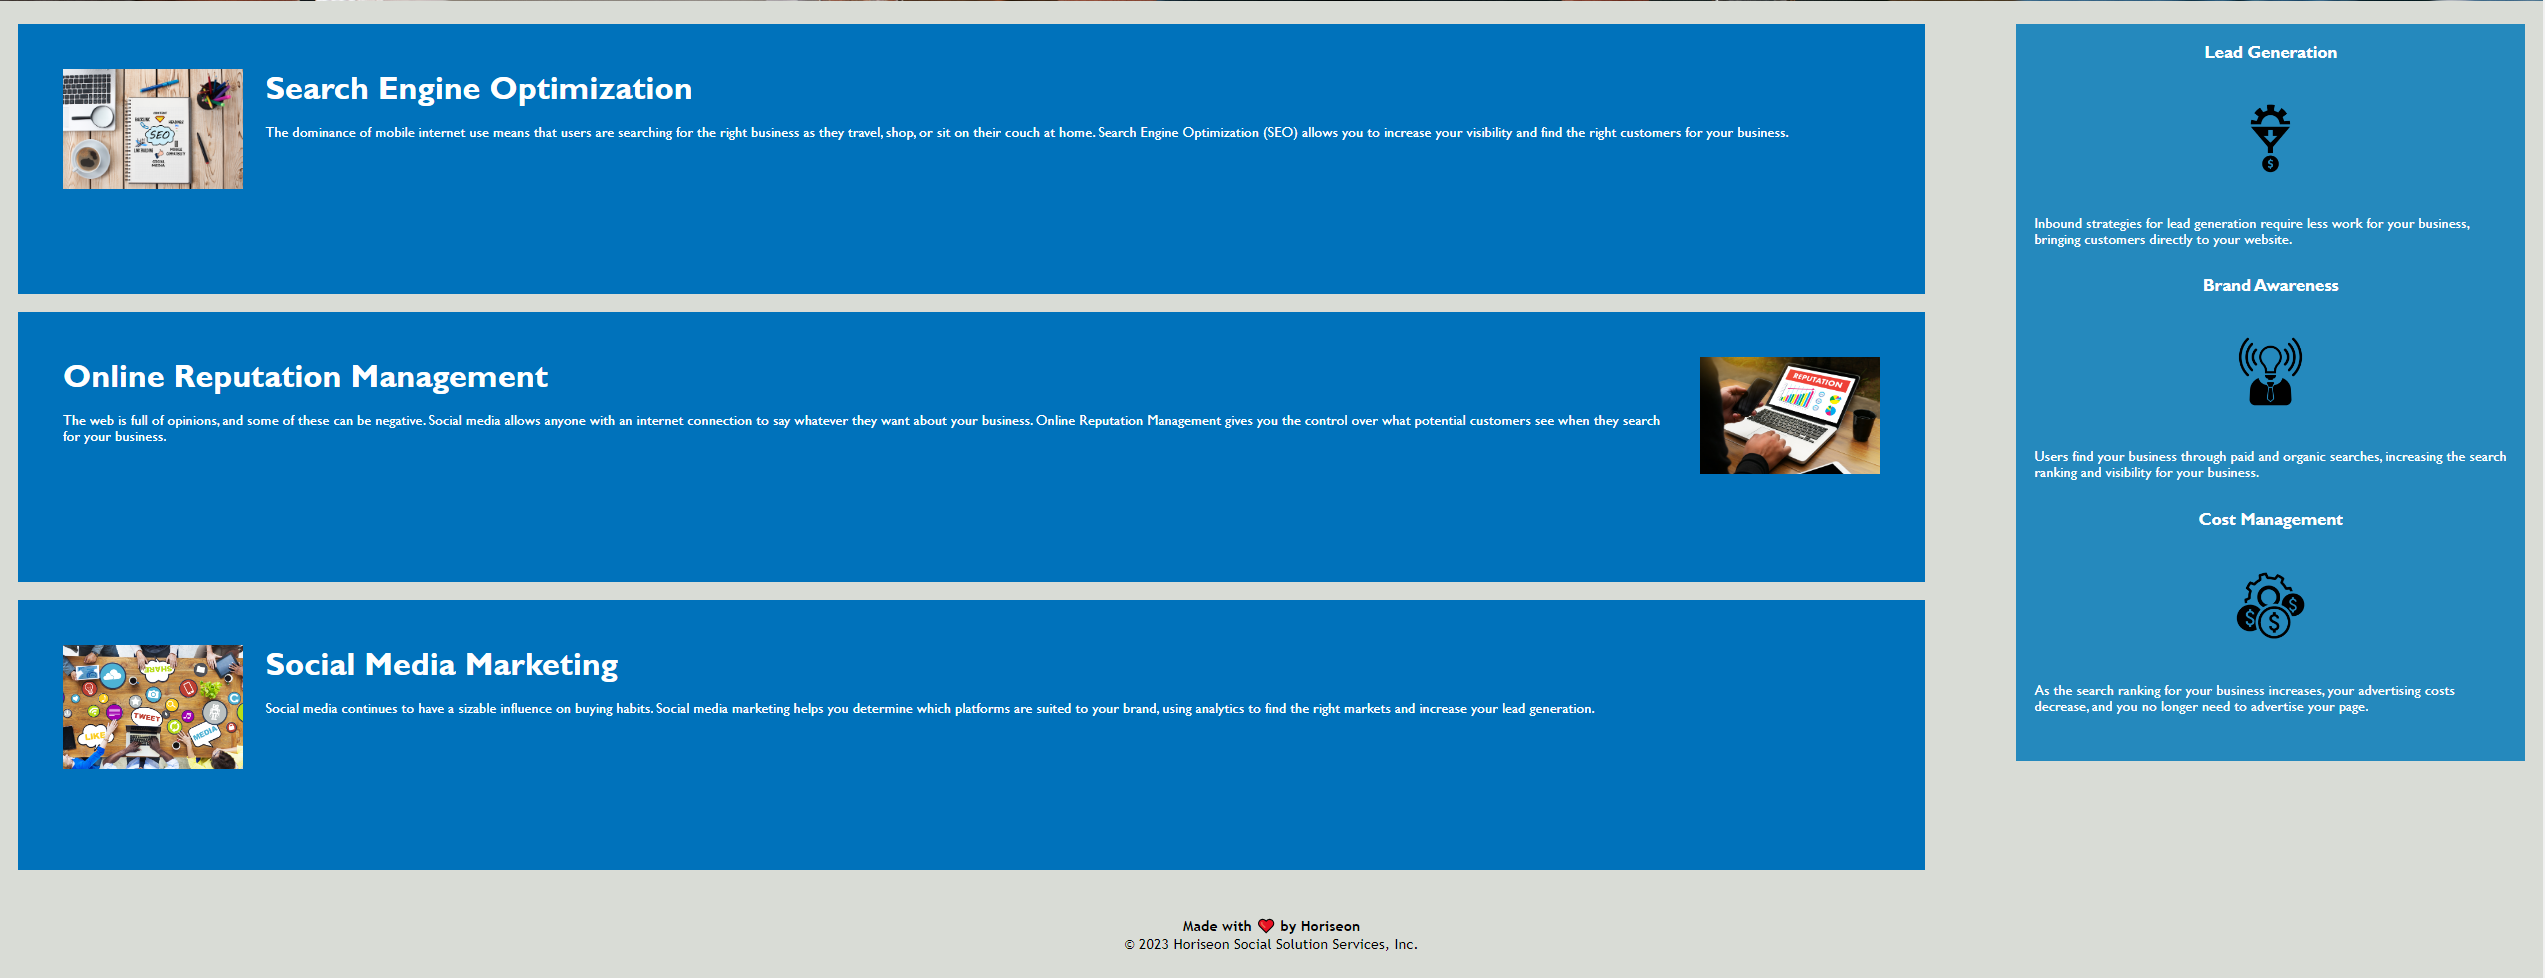 Search Engine Optimization
The dominance of mobile internet use means that users are searching for the right business as they travel, shop, or sit on their couch at home. Search Engine Optimization (SEO) allows you to increase your visibility and find the right customers for your business.
SEO
Online Reputation Management
The web is full of opinions, and some of these can be negative. Social media allows anyone with an internet connection to say whatever they want about your business. Online Reputation Management gives you the control over what potential customers see when they search
for your business.
REPUTATION
Social Media Marketing
Social media continues to have a sizable influence on buying habits. Social media marketing helps you determine which platforms are suited to your brand, using analytics to find the right markets and increase your lead generation.
SHARE
TWEET
LIKE
MEDIA
Lead Generation
$
Inbound strategies for lead generation require less work for your business,
bringing customers directly to your website.
Brand Awareness
Users find your business through paid and organic searches, increasing the search
ranking and visibility for your business.
Cost Management
$ $ $
As the search ranking for your business increases, your advertising costs
decrease, and you no longer need to advertise your page.
Made with ❤️ by Horiseon
© 2023 Horiseon Social Solution Services, Inc.